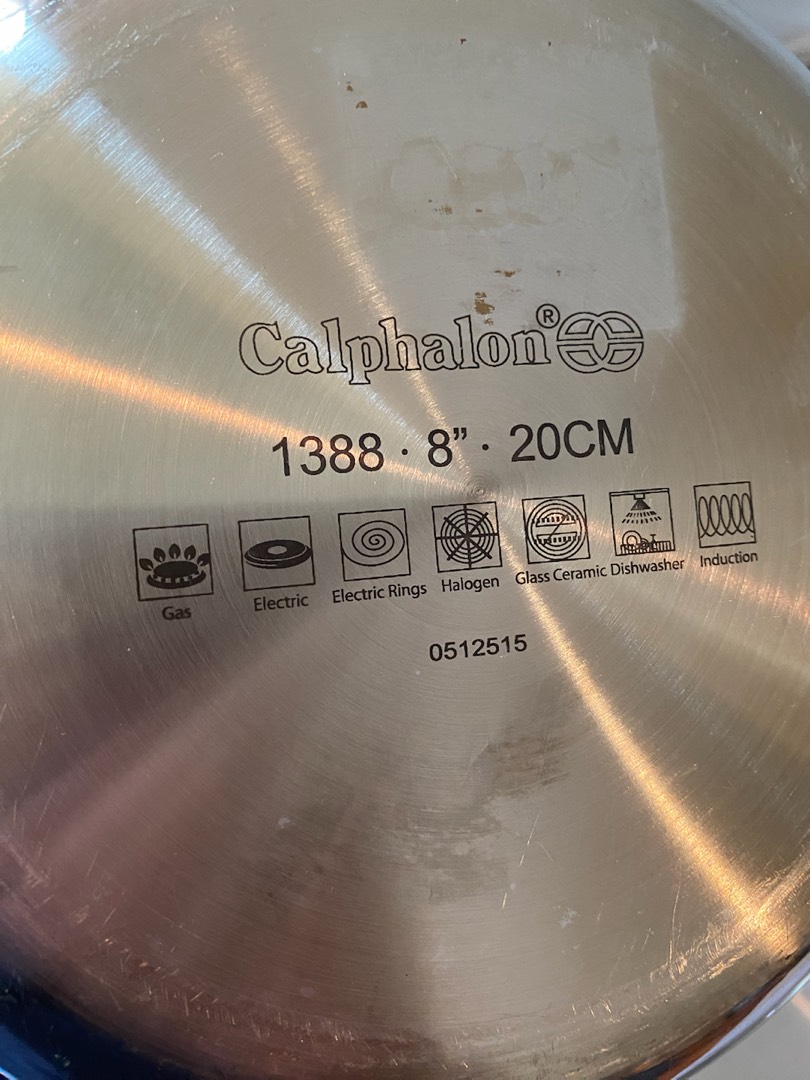 Calphalon®
1388 · 8” · 20CM
Gas Electric Electric Rings Halogen Glass Ceramic Dishwasher Induction
0512515